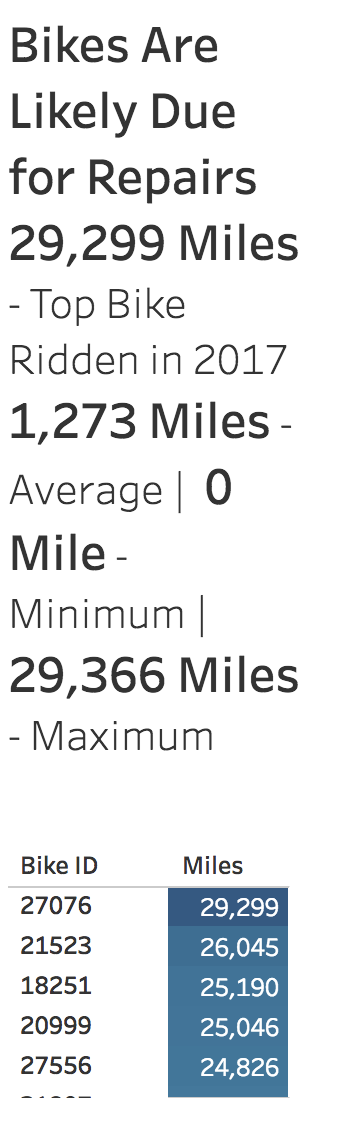 Bikes Are
Likely Due
for Repairs
29,299 Miles
- Top Bike
Ridden in 2017
1,273 Miles -
Average | 0
Mile -
Minimum |
29,366 Miles
- Maximum
Bike ID Miles
27076 29,299
21523 26,045
18251 25,190
20999 25,046
27556 24,826